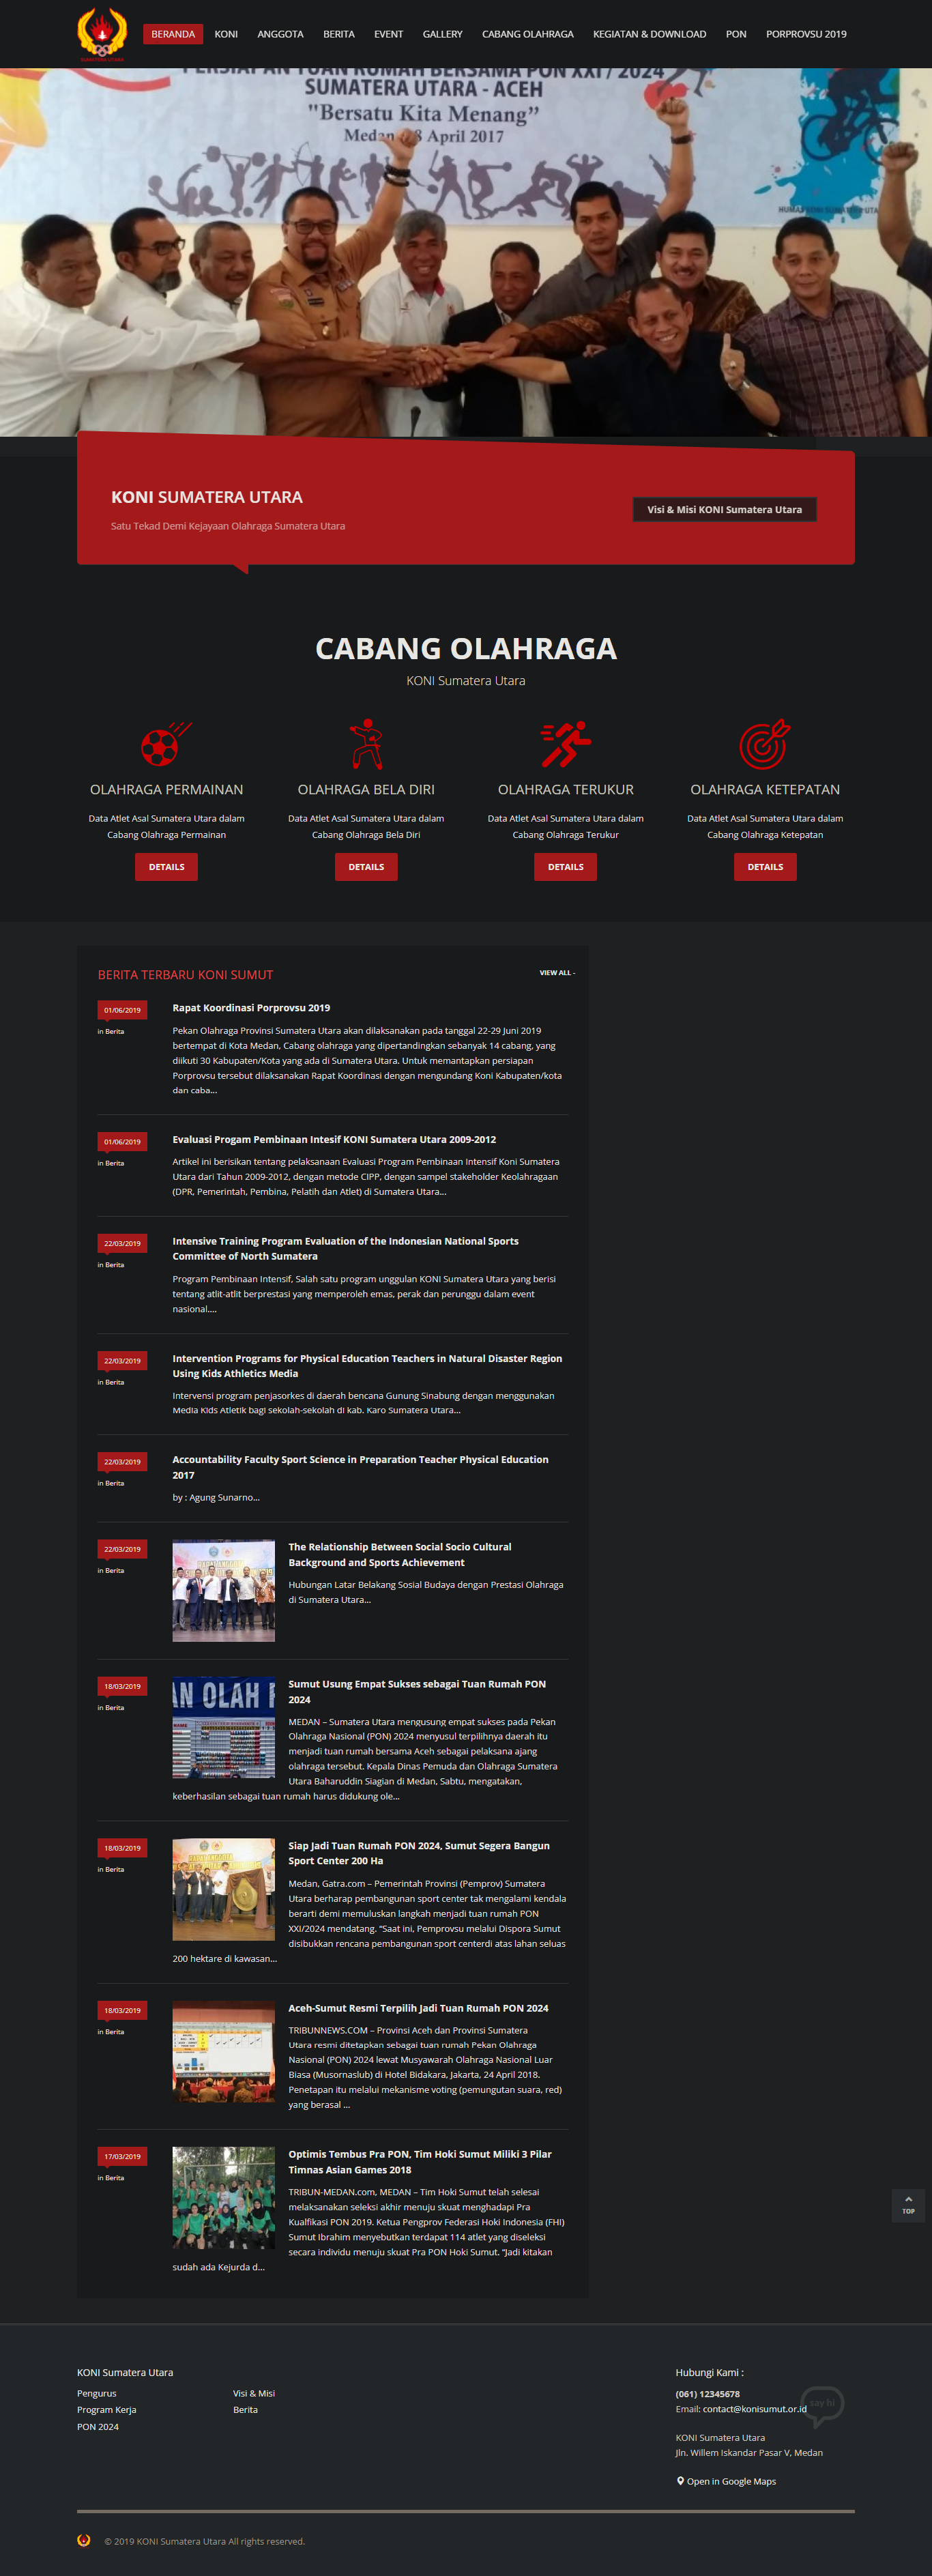 SUMATERA UTARA
BERANDA KONI ANGGOTA BERITA EVENT GALLERY CABANG OLAHRAGA KEGIATAN & DOWNLOAD PON PORPROVSU 2019
PERSIAPAN TUAN RUMAH BERSAMA PON XXI / 2024
SUMATERA UTARA - ACEH
"Bersatu Kita Menang"
8 April 2017
KONI SUMATERA UTARA
Satu Tekad Demi Kejayaan Olahraga Sumatera Utara
Visi & Misi KONI Sumatera Utara
CABANG OLAHRAGA
KONI Sumatera Utara
OLAHRAGA PERMAINAN
Data Atlet Asal Sumatera Utara dalam
Cabang Olahraga Permainan
DETAILS
OLAHRAGA BELA DIRI
Data Atlet Asal Sumatera Utara dalam
Cabang Olahraga Bela Diri
DETAILS
OLAHRAGA TERUKUR
Data Atlet Asal Sumatera Utara dalam
Cabang Olahraga Terukur
DETAILS
OLAHRAGA KETEPATAN
Data Atlet Asal Sumatera Utara dalam
Cabang Olahraga Ketepatan
DETAILS
BERITA TERBARU KONI SUMUT
VIEW ALL -
01/06/2019
in Berita
Rapat Koordinasi Porprovsu 2019
Pekan Olahraga Provinsi Sumatera Utara akan dilaksanakan pada tanggal 22-29 Juni 2019
bertempat di Kota Medan, Cabang olahraga yang dipertandingkan sebanyak 14 cabang, yang
diikuti 30 Kabupaten/Kota yang ada di Sumatera Utara. Untuk memantapkan persiapan
Porprovsu tersebut dilaksanakan Rapat Koordinasi dengan mengundang Koni Kabupaten/kota
dan caba...
01/06/2019
in Berita
Evaluasi Progam Pembinaan Intesif KONI Sumatera Utara 2009-2012
Artikel ini berisikan tentang pelaksanaan Evaluasi Program Pembinaan Intensif Koni Sumatera
Utara dari Tahun 2009-2012, dengan metode CIPP, dengan sampel stakeholder Keolahragaan
(DPR, Pemerintah, Pembina, Pelatih dan Atlet) di Sumatera Utara...
22/03/2019
in Berita
Intensive Training Program Evaluation of the Indonesian National Sports
Committee of North Sumatera
Program Pembinaan Intensif, Salah satu program unggulan KONI Sumatera Utara yang berisi
tentang atlit-atlit berprestasi yang memperoleh emas, perak dan perunggu dalam event
nasional....
22/03/2019
in Berita
Intervention Programs for Physical Education Teachers in Natural Disaster Region
Using Kids Athletics Media
Intervensi program penjasorkes di daerah bencana Gunung Sinabung dengan menggunakan
Media Kids Atletik bagi sekolah-sekolah di kab. Karo Sumatera Utara...
22/03/2019
in Berita
Accountability Faculty Sport Science in Preparation Teacher Physical Education
2017
by : Agung Sunarno...
22/03/2019
in Berita
The Relationship Between Social Socio Cultural
Background and Sports Achievement
Hubungan Latar Belakang Sosial Budaya dengan Prestasi Olahraga
di Sumatera Utara...
18/03/2019
in Berita
Sumut Usung Empat Sukses sebagai Tuan Rumah PON
2024
MEDAN – Sumatera Utara mengusung empat sukses pada Pekan
Olahraga Nasional (PON) 2024 menyusul terpilihnya daerah itu
menjadi tuan rumah bersama Aceh sebagai pelaksana ajang
olahraga tersebut. Kepala Dinas Pemuda dan Olahraga Sumatera
Utara Baharuddin Siagian di Medan, Sabtu, mengatakan,
keberhasilan sebagai tuan rumah harus didukung ole...
18/03/2019
in Berita
Siap Jadi Tuan Rumah PON 2024, Sumut Segera Bangun
Sport Center 200 Ha
Medan, Gatra.com – Pemerintah Provinsi (Pemprov) Sumatera
Utara berharap pembangunan sport center tak mengalami kendala
berarti demi memuluskan langkah menjadi tuan rumah PON
XXI/2024 mendatang. “Saat ini, Pemprovsu melalui Dispora Sumut
disibukkan rencana pembangunan sport centerdi atas lahan seluas
200 hektare di kawasan...
18/03/2019
in Berita
Aceh-Sumut Resmi Terpilih Jadi Tuan Rumah PON 2024
TRIBUNNEWS.COM – Provinsi Aceh dan Provinsi Sumatera
Utara resmi ditetapkan sebagai tuan rumah Pekan Olahraga
Nasional (PON) 2024 lewat Musyawarah Olahraga Nasional Luar
Biasa (Musornaslub) di Hotel Bidakara, Jakarta, 24 April 2018.
Penetapan itu melalui mekanisme voting (pemungutan suara, red)
yang berasal ...
17/03/2019
in Berita
Optimis Tembus Pra PON, Tim Hoki Sumut Miliki 3 Pilar
Timnas Asian Games 2018
TRIBUN-MEDAN.com, MEDAN – Tim Hoki Sumut telah selesai
melaksanakan seleksi akhir menuju skuat menghadapi Pra
Kualfikasi PON 2019. Ketua Pengprov Federasi Hoki Indonesia (FHI)
Sumut Ibrahim menyebutkan terdapat 114 atlet yang diseleksi
secara individu menuju skuat Pra PON Hoki Sumut. “Jadi kitakan
sudah ada Kejurda d...
TOP
KONI Sumatera Utara
Pengurus
Program Kerja
PON 2024
Visi & Misi
Berita
Hubungi Kami :
(061) 12345678
say hi
Email: contact@konisumut.or.id
KONI Sumatera Utara
Jln. Willem Iskandar Pasar V, Medan
Open in Google Maps
© 2019 KONI Sumatera Utara All rights reserved.